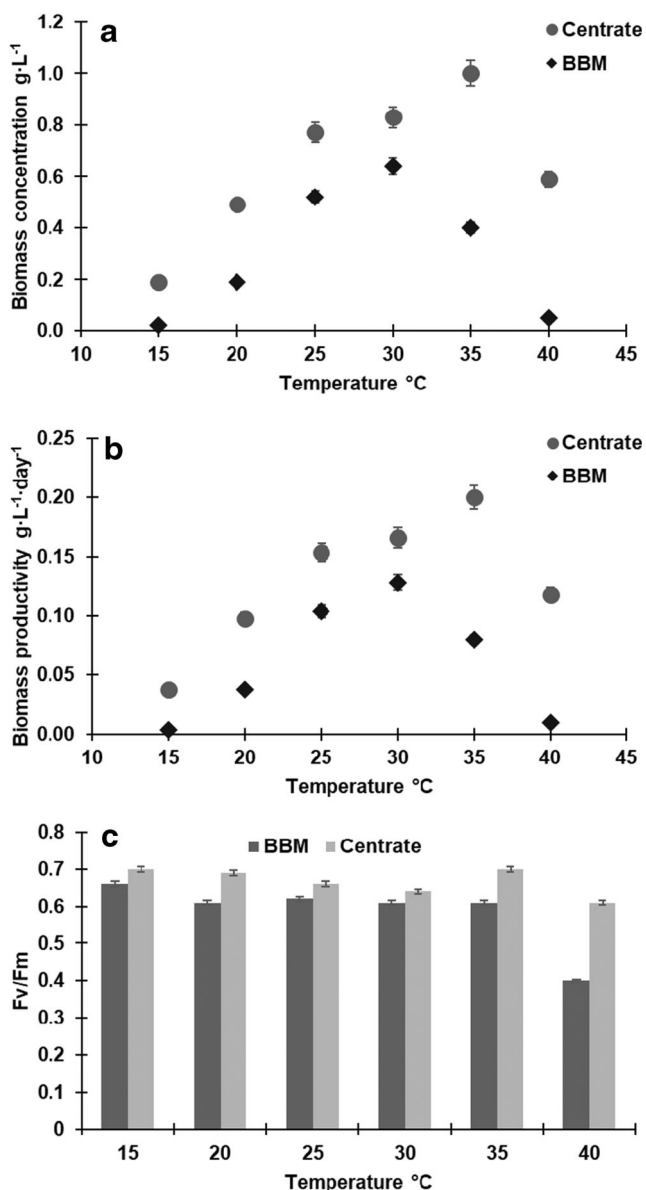 a
Centrate
BBM
Biomass concentration g·L⁻¹
1.2
1.0
0.8
0.6
0.4
0.2
0.0
10 15 20 25 30 35 40 45
Temperature °C
b
Centrate
BBM
Biomass productivity g·L⁻¹·day⁻¹
0.25
0.20
0.15
0.10
0.05
0.00
10 15 20 25 30 35 40 45
Temperature °C
c
BBM Centrate
Fv/Fm
0.8
0.7
0.6
0.5
0.4
0.3
0.2
0.1
0
15 20 25 30 35 40
Temperature °C